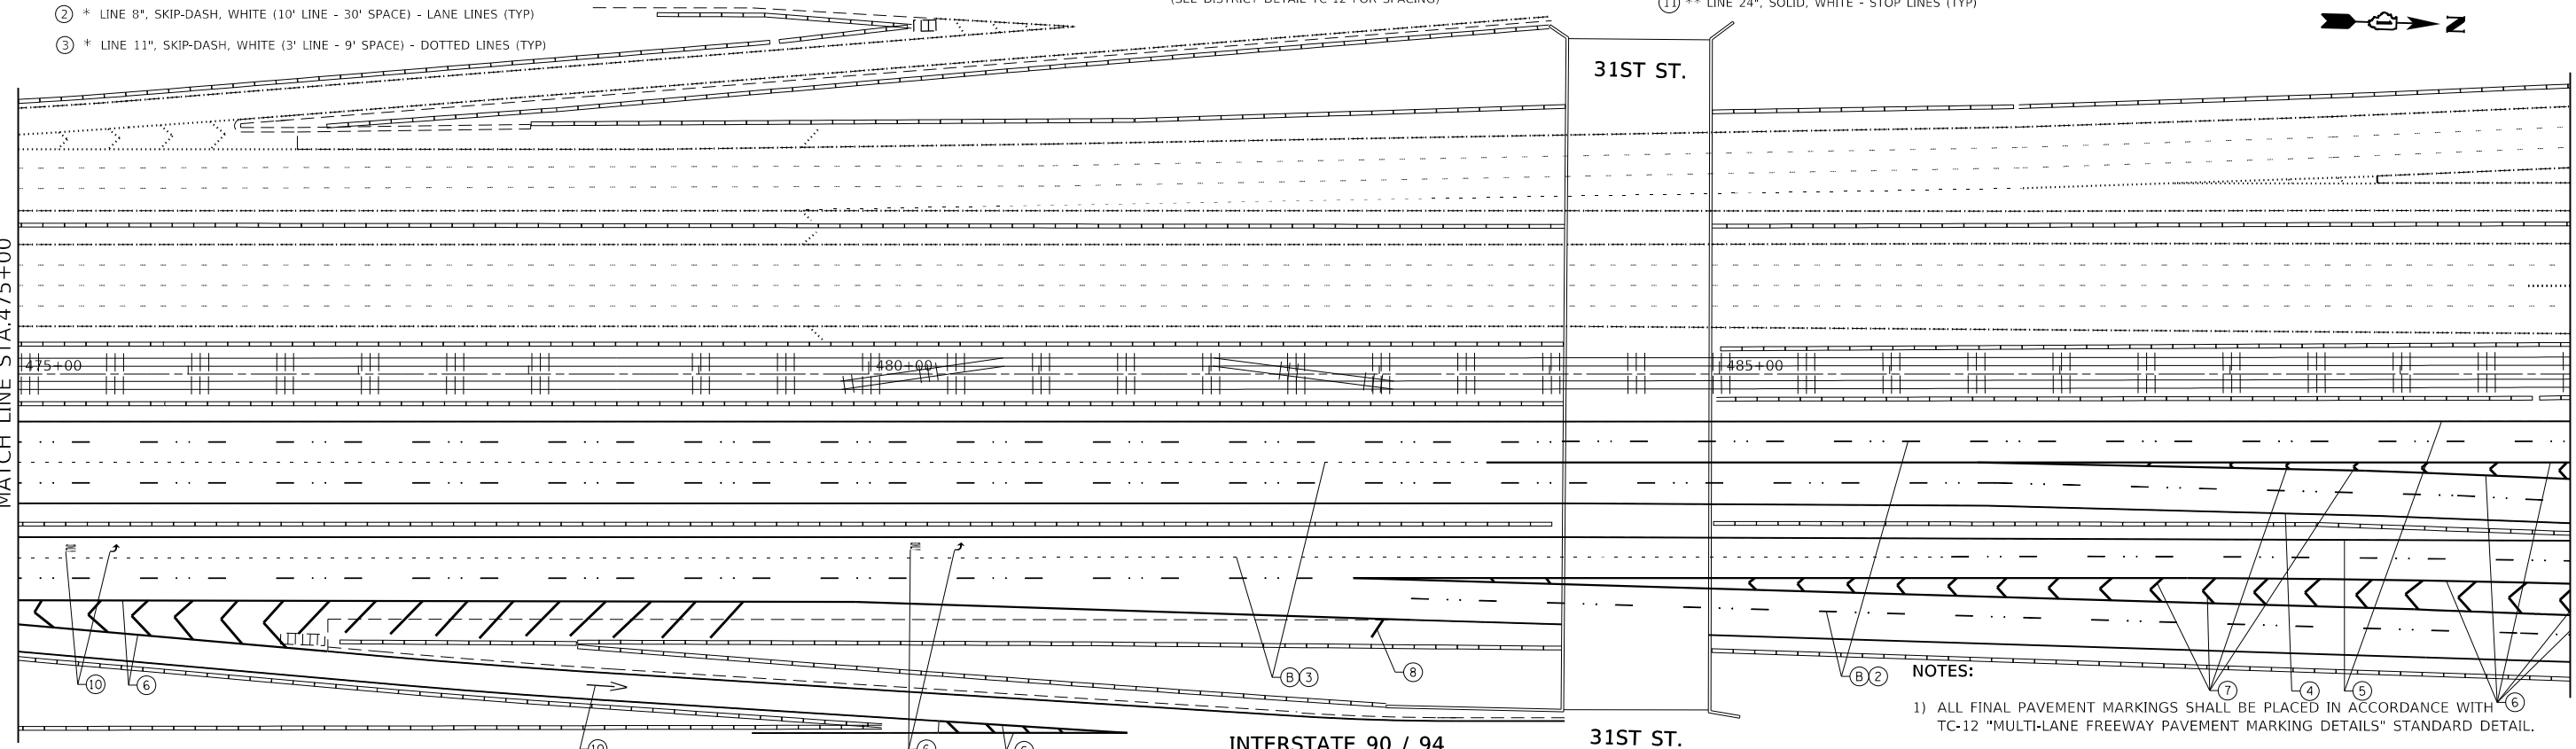 2 * LINE 8", SKIP-DASH, WHITE (10' LINE - 30' SPACE) - LANE LINES (TYP)
3 * LINE 11", SKIP-DASH, WHITE (3' LINE - 9' SPACE) - DOTTED LINES (TYP)
(SEE DISTRICT DETAIL TC-12 FOR SPACING)
11 ** LINE 24", SOLID, WHITE - STOP LINES (TYP)
N
31ST ST.
MATCH LINE STA.475+00
475+00
480+00
485+00
10
6
B 3
8
B 2
7
4
5
6
NOTES:
1) ALL FINAL PAVEMENT MARKINGS SHALL BE PLACED IN ACCORDANCE WITH
TC-12 "MULTI-LANE FREEWAY PAVEMENT MARKING DETAILS" STANDARD DETAIL.
10
6
INTERSTATE 90 / 94
31ST ST.